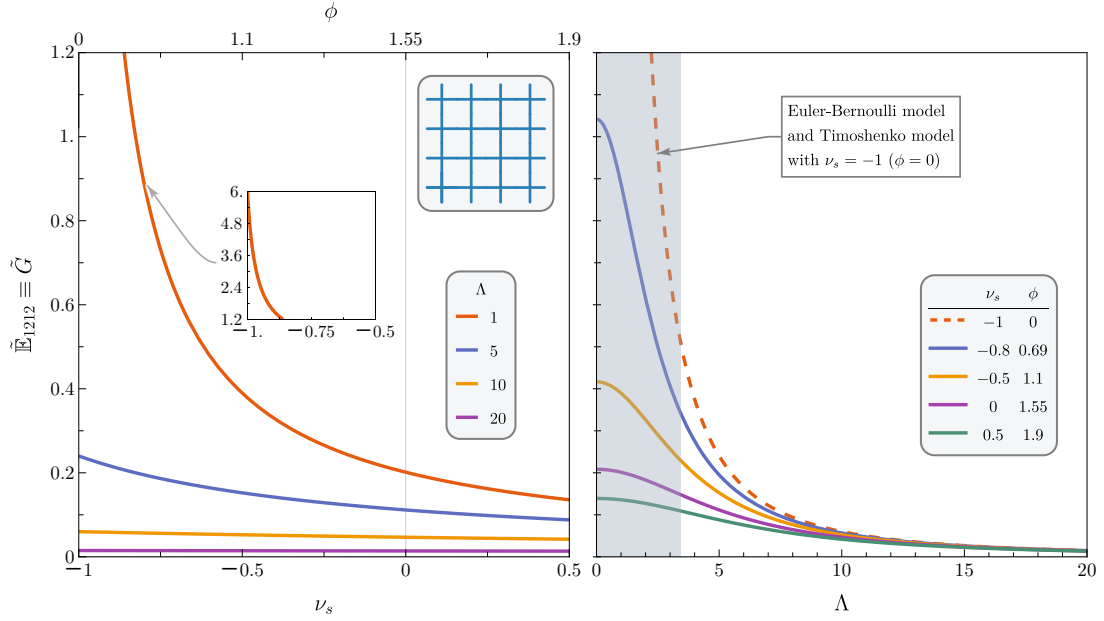 ϕ
0 1.1 1.55 1.9
1.2
1.
0.8
0.6
0.4
0.2
0
𝔼̃₁₂₁₂ ≡ G̃
6.
4.8
3.6
2.4
1.2
−1. −0.75 −0.5
Λ
1
5
10
20
−1 −0.5 0 0.5
νₛ
Euler-Bernoulli model
and Timoshenko model
with νₛ = −1 (ϕ = 0)
νₛ ϕ
−1 0
−0.8 0.69
−0.5 1.1
0 1.55
0.5 1.9
0 5 10 15 20
Λ